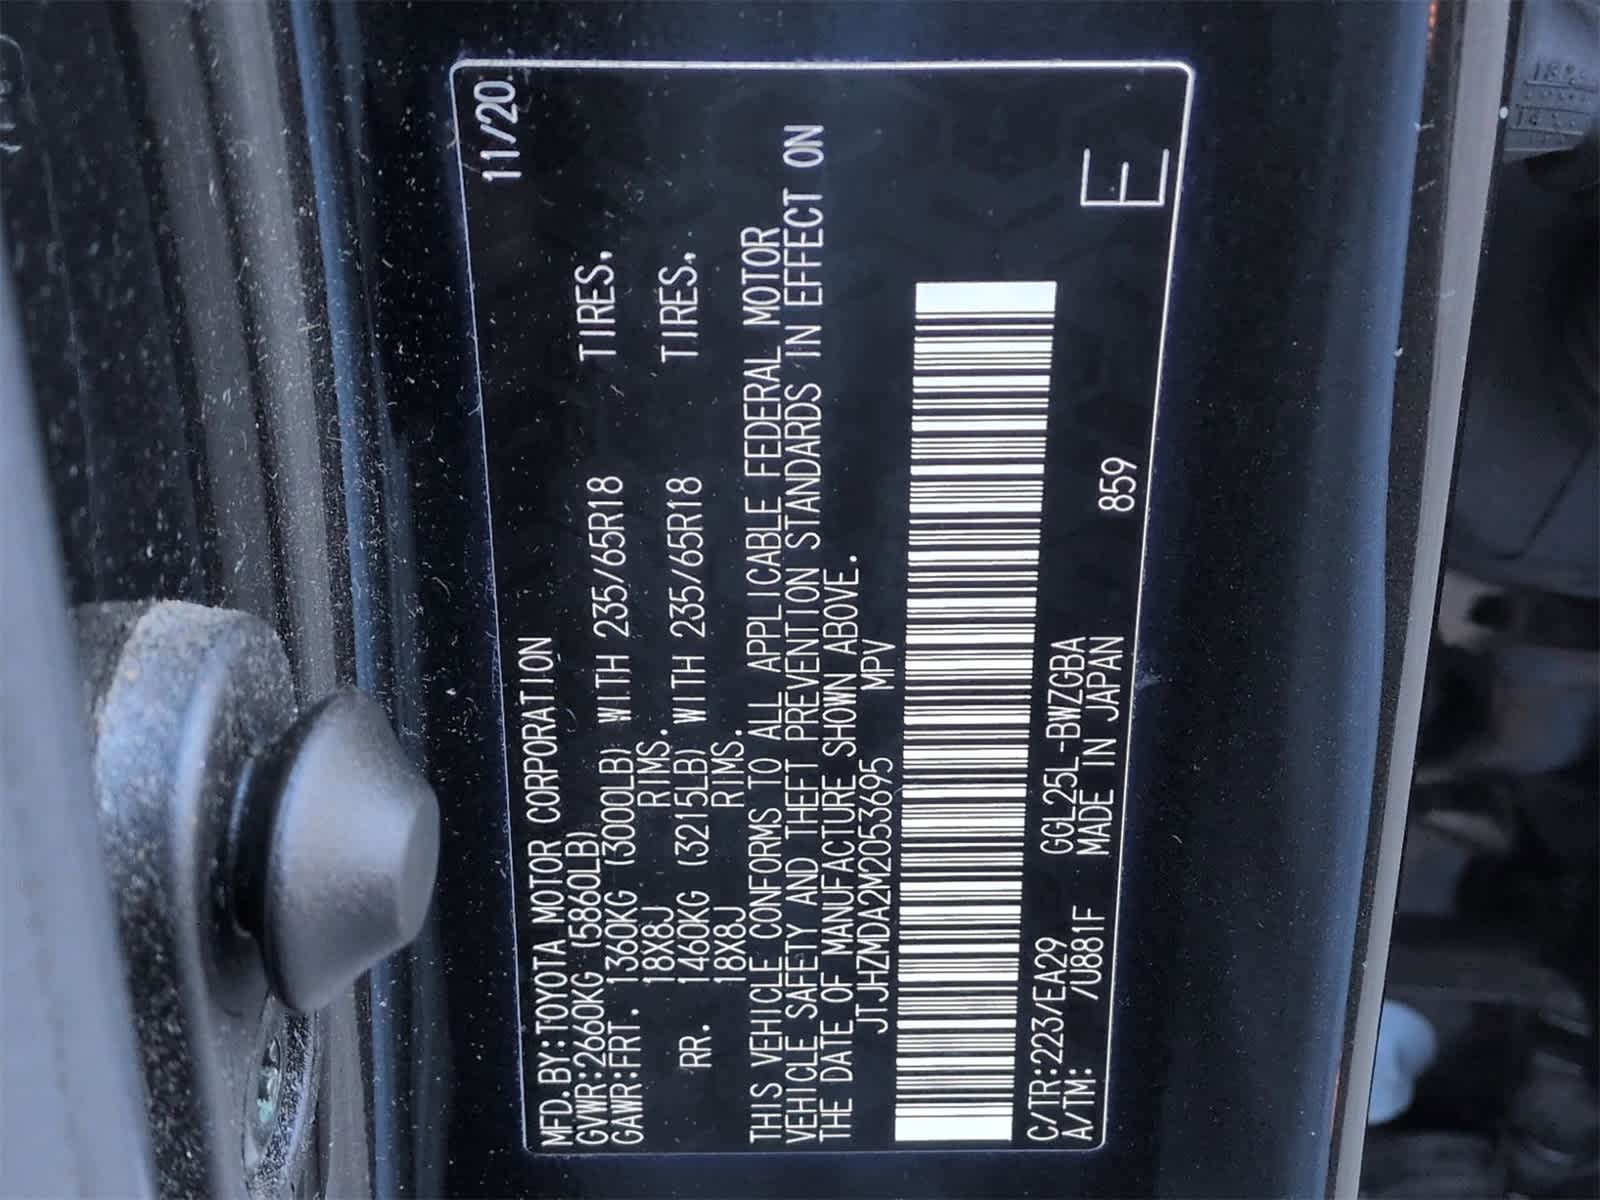 11/20
MFD.BY:TOYOTA MOTOR CORPORATION
GVWR:2660KG (5860LB)
GAWR:FRT. 1360KG (3000LB) WITH 235/65R18 TIRES,
18X8J RIMS.
RR. 1460KG (3215LB) WITH 235/65R18 TIRES,
18X8J RIMS.
THIS VEHICLE CONFORMS TO ALL APPLICABLE FEDERAL MOTOR
VEHICLE SAFETY AND THEFT PREVENTION STANDARDS IN EFFECT ON
THE DATE OF MANUFACTURE SHOWN ABOVE.
JTJHZMDA2M2053695 MPV
C/TR:223/EA29 GGL25L-BWZGBA
A/TM: /U881F MADE IN JAPAN 859
E